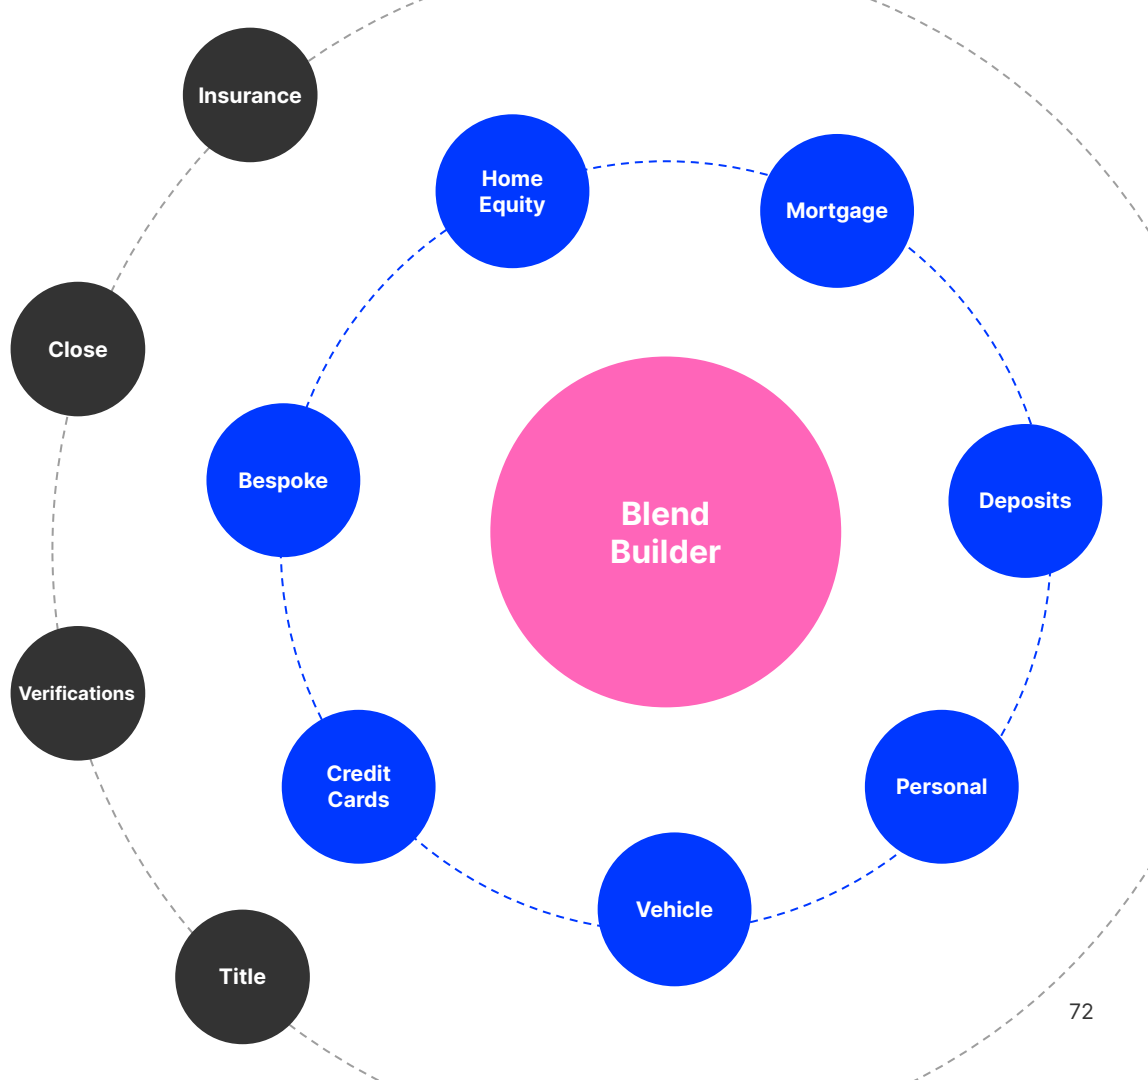 Insurance
Home
Equity
Mortgage
Close
Bespoke
Deposits
Blend
Builder
Verifications
Credit
Cards
Personal
Vehicle
Title
72